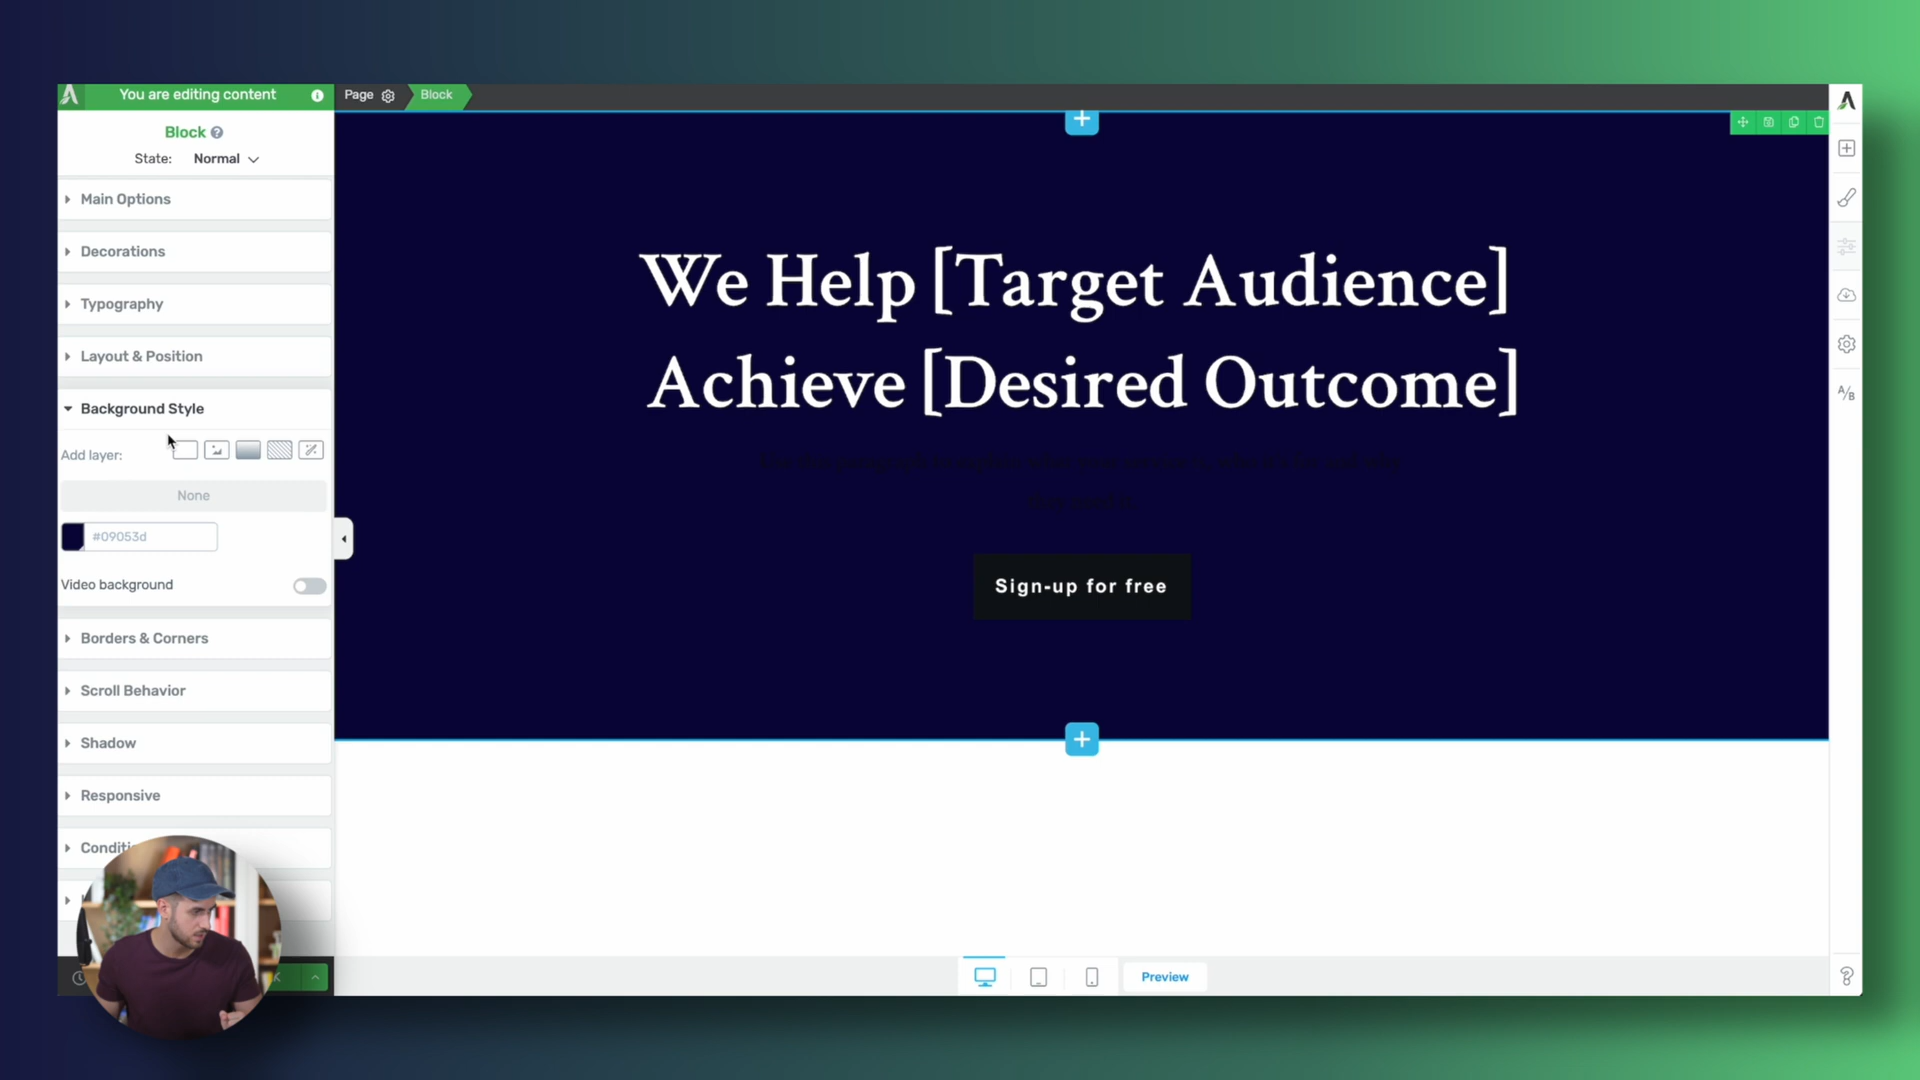 You are editing content
Page
Block
Block
State: Normal
Main Options
Decorations
Typography
Layout & Position
Background Style
Add layer:
None
#09053d
Video background
Borders & Corners
Scroll Behavior
Shadow
Responsive
We Help [Target Audience]
Achieve [Desired Outcome]
Sign-up for free
Preview
A/B